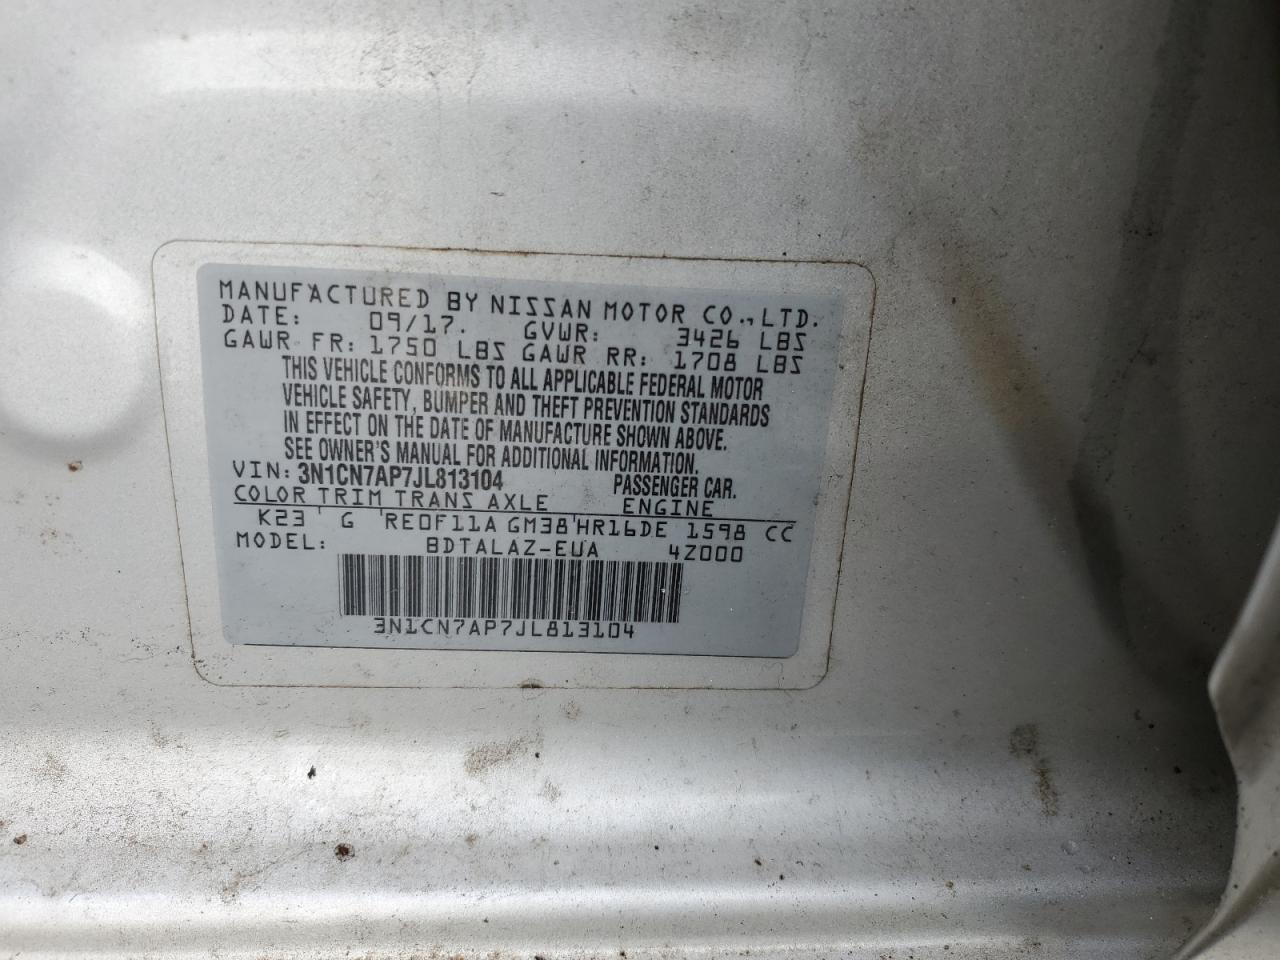 MANUFACTURED BY NISSAN MOTOR CO.,LTD.
DATE: 09/17. GVWR: 3426 LBS
GAWR FR: 1750 LBS GAWR RR: 1708 LBS
THIS VEHICLE CONFORMS TO ALL APPLICABLE FEDERAL MOTOR
VEHICLE SAFETY, BUMPER AND THEFT PREVENTION STANDARDS
IN EFFECT ON THE DATE OF MANUFACTURE SHOWN ABOVE.
SEE OWNER'S MANUAL FOR ADDITIONAL INFORMATION.
VIN: 3N1CN7AP7JL813104 PASSENGER CAR.
COLOR TRIM TRANS AXLE ENGINE
K23 G RE0F11A GM38 HR16DE 1598 CC
MODEL: BDTALAZ-EUA 4Z000
3N1CN7AP7JL813104